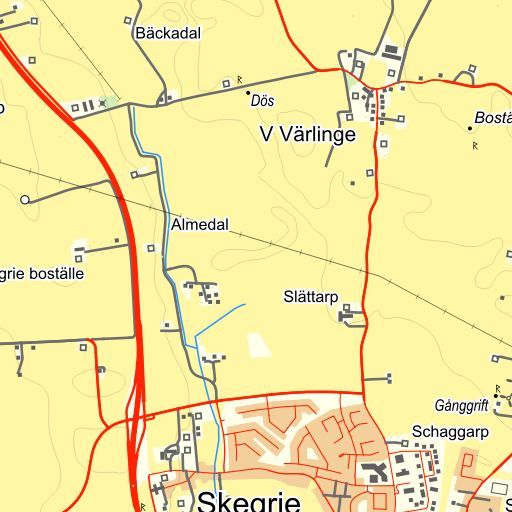 Bäckadal
Dös
Bostä
V Värlinge
Almedal
grie boställe
Slättarp
Gånggrift
Schaggarp
Skegrie